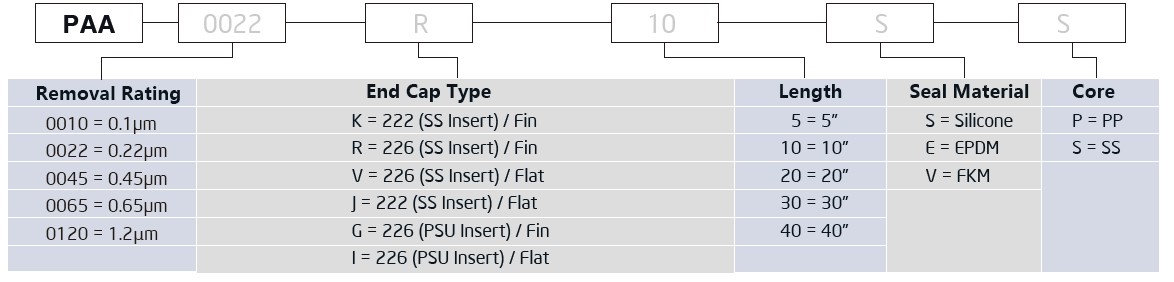 PAA 0022 R 10 S S
Removal Rating End Cap Type Length Seal Material Core
0010 = 0.1µm K = 222 (SS Insert) / Fin 5 = 5” S = Silicone P = PP
0022 = 0.22µm R = 226 (SS Insert) / Fin 10 = 10” E = EPDM S = SS
0045 = 0.45µm V = 226 (SS Insert) / Flat 20 = 20” V = FKM
0065 = 0.65µm J = 222 (SS Insert) / Flat 30 = 30”
0120 = 1.2µm G = 226 (PSU Insert) / Fin 40 = 40”
I = 226 (PSU Insert) / Flat